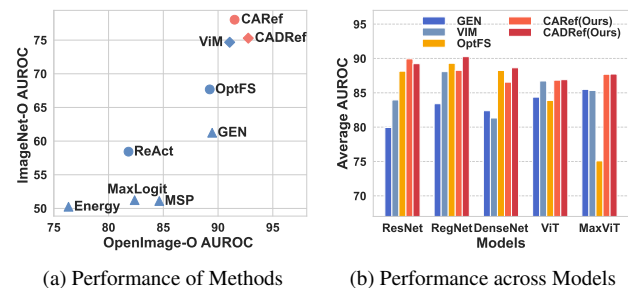 CARef
CADRef
ViM
OptFS
GEN
ReAct
MaxLogit
MSP
Energy
75
70
65
60
55
50
75 80 85 90 95
ImageNet-O AUROC
OpenImage-O AUROC
(a) Performance of Methods
GEN
VIM
OptFS
CARef(Ours)
CADRef(Ours)
95
90
85
80
75
70
Average AUROC
ResNet RegNet DenseNet ViT MaxViT
Models
(b) Performance across Models